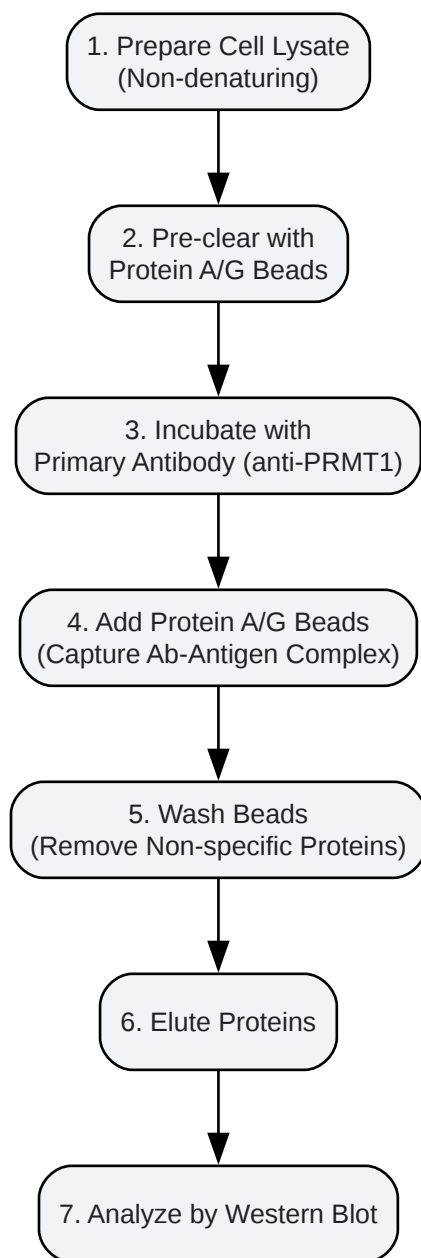 1. Prepare Cell Lysate
(Non-denaturing)
2. Pre-clear with
Protein A/G Beads
3. Incubate with
Primary Antibody (anti-PRMT1)
4. Add Protein A/G Beads
(Capture Ab-Antigen Complex)
5. Wash Beads
(Remove Non-specific Proteins)
6. Elute Proteins
7. Analyze by Western Blot